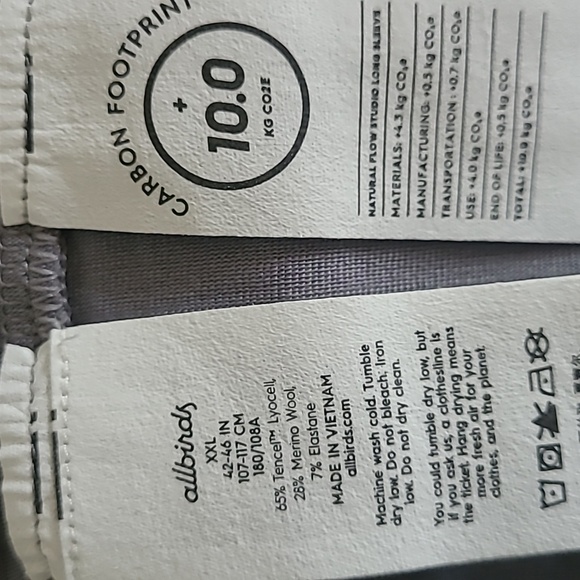 CARBON FOOTPRINT
+
10.0
KG CO2E
NATURAL FLOW STUDIO LONG SLEEVE
MATERIALS: +4.3 kg CO₂e
MANUFACTURING: +0.5 kg CO₂e
TRANSPORTATION: +0.7 kg CO₂e
USE: +4.0 kg CO₂e
END OF LIFE: +0.5 kg CO₂e
TOTAL: kg CO₂e
allbirds
XXL
42-46 IN
107-117 CM
180/108A
65% Tencel™ Lyocell,
28% Merino Wool,
7% Elastane
MADE IN VIETNAM
allbirds.com
Machine wash cold. Tumble
dry low. Do not bleach. Iron
low. Do not dry clean.
You could tumble dry low, but
if you ask us, a clothesline is
the ticket. Hang drying means
more fresh air for your
clothes, and the planet.